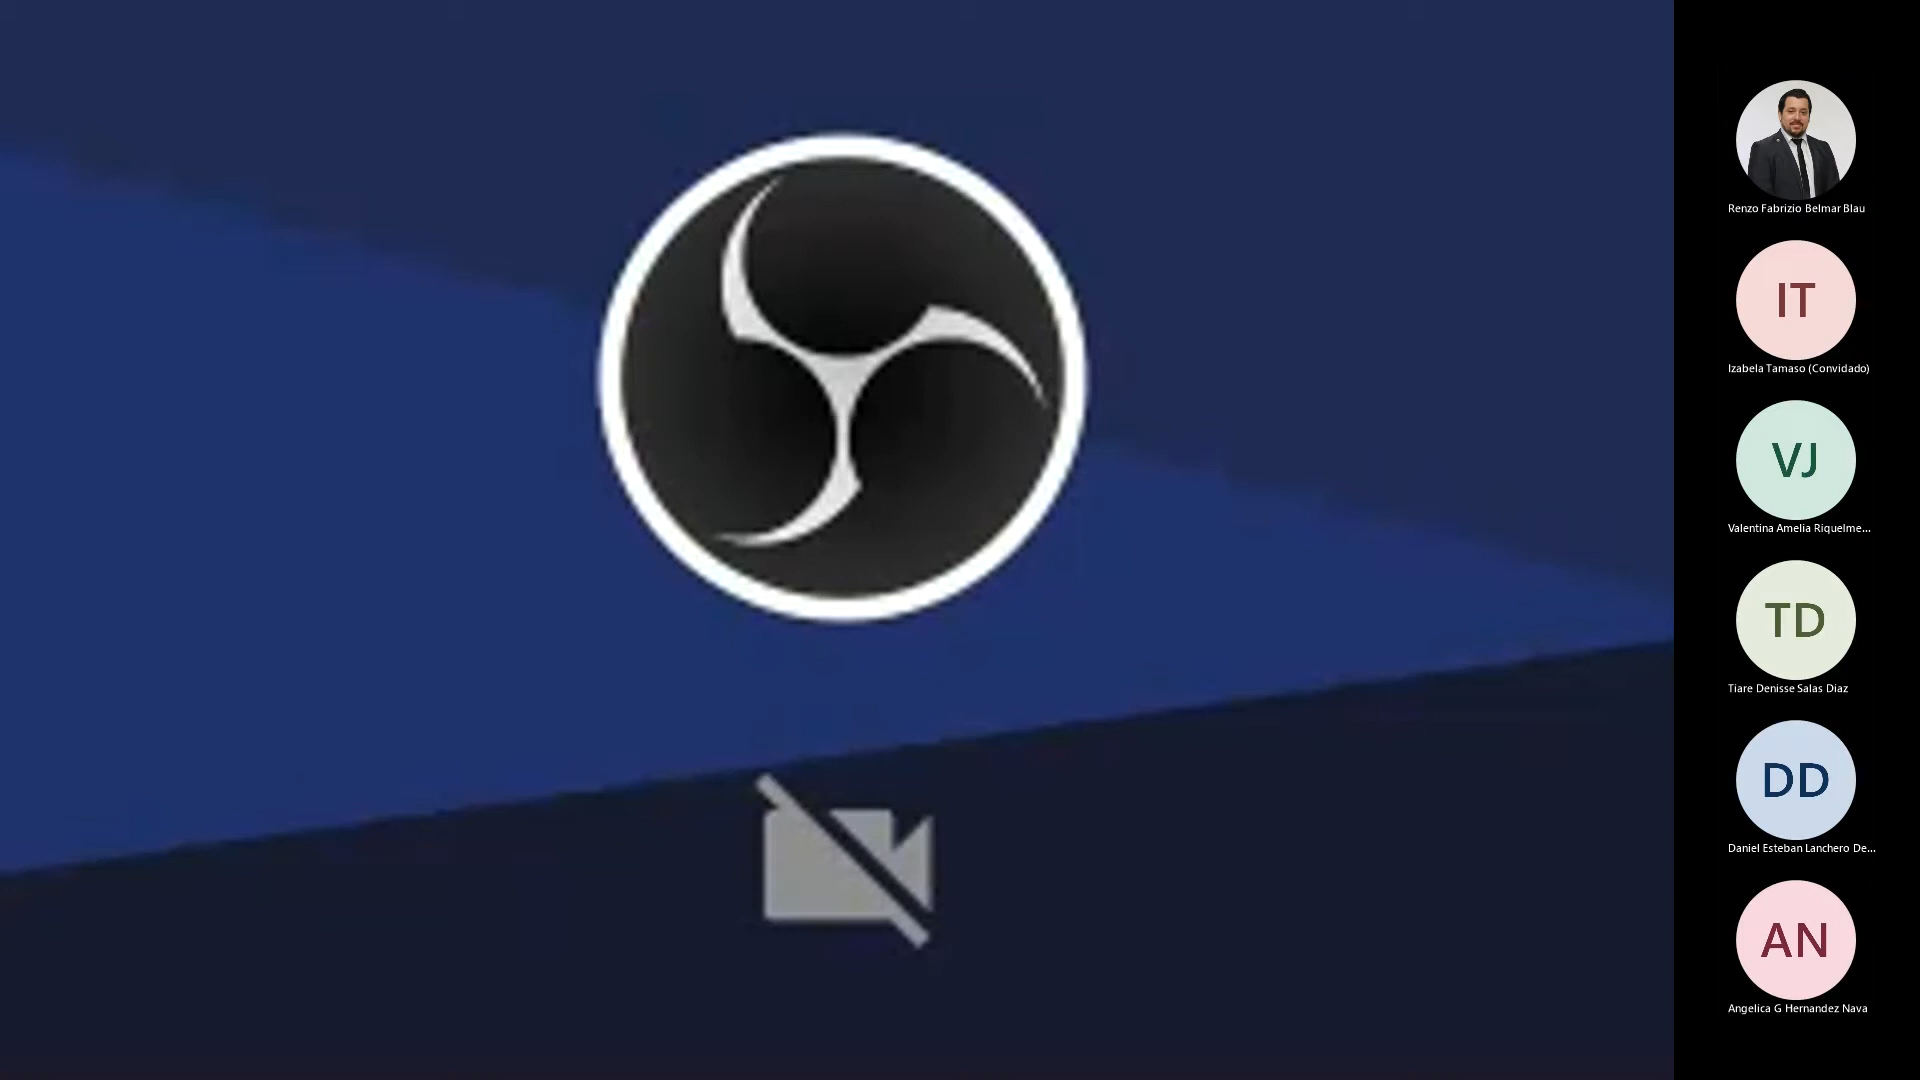 Renzo Fabrizio Belmar Blau
IT
Izabela Tamaso (Convidado)
VJ
Valentina Amelia Riquelme...
TD
Tiare Denisse Salas Diaz
DD
Daniel Esteban Lanchero De...
AN
Angelica G Hernandez Nava